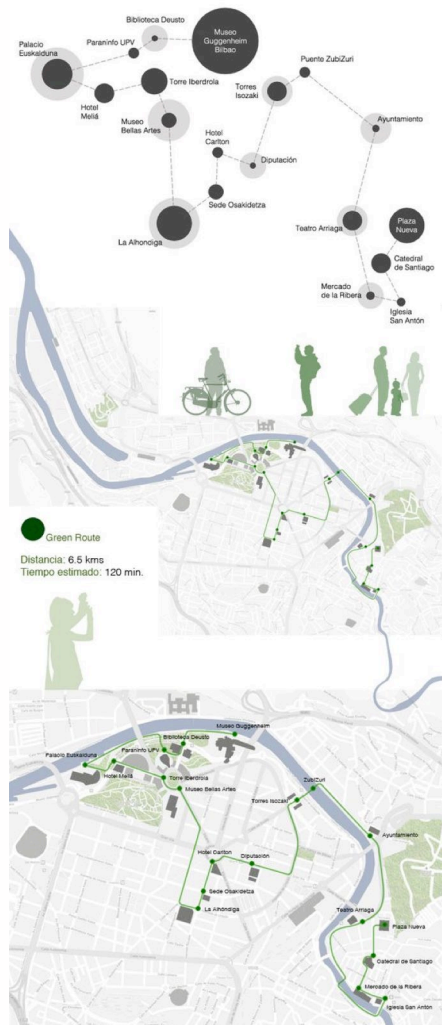 Biblioteca Deusto
Palacio
Euskalduna
Paraninfo UPV
Museo
Guggenheim
Bilbao
Puente ZubiZuri
Hotel
Meliá
Torre Iberdrola
Torres
Isozaki
Museo
Bellas Artes
Ayuntamiento
Hotel
Carlton
Diputación
Sede Osakidetza
La Alhondiga
Teatro Arriaga
Plaza
Nueva
Catedral
de Santiago
Mercado
de la Ribera
Iglesia
San Antón
Green Route
Distancia: 6.5 kms
Tiempo estimado: 120 min.
Museo Guggenheim
Biblioteca Deusto
Paraninfo UPV
Palacio Euskalduna
Hotel Meliá
Torre Iberdrola
Museo Bellas Artes
ZubiZuri
Torres Isozaki
Ayuntamiento
Hotel Carlton
Diputación
Sede Osakidetza
La Alhóndiga
Teatro Arriaga
Plaza Nueva
Catedral de Santiago
Mercado de la Ribera
Iglesia San Antón